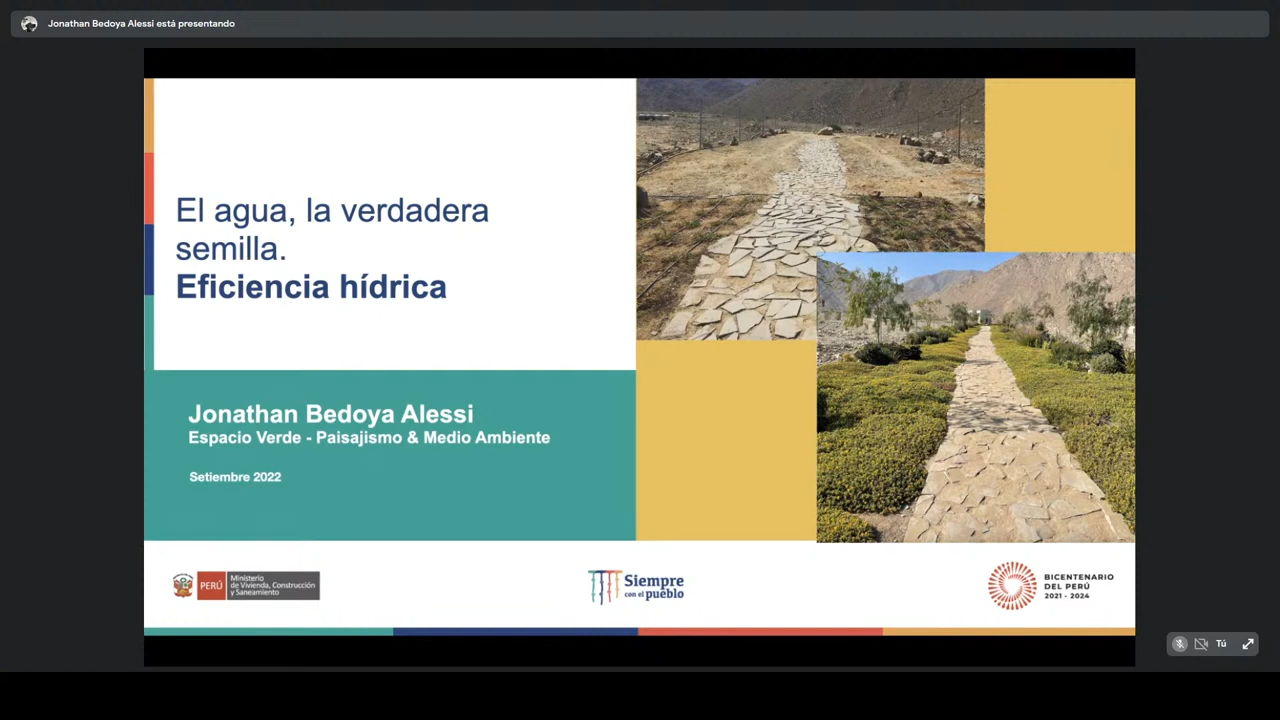 Jonathan Bedoya Alessi está presentando
El agua, la verdadera
semilla.
Eficiencia hídrica
Jonathan Bedoya Alessi
Espacio Verde - Paisajismo & Medio Ambiente
Setiembre 2022
PERÚ
Ministerio
de Vivienda, Construcción
y Saneamiento
Siempre
con el pueblo
BICENTENARIO
DEL PERÚ
2021 - 2024
Tú